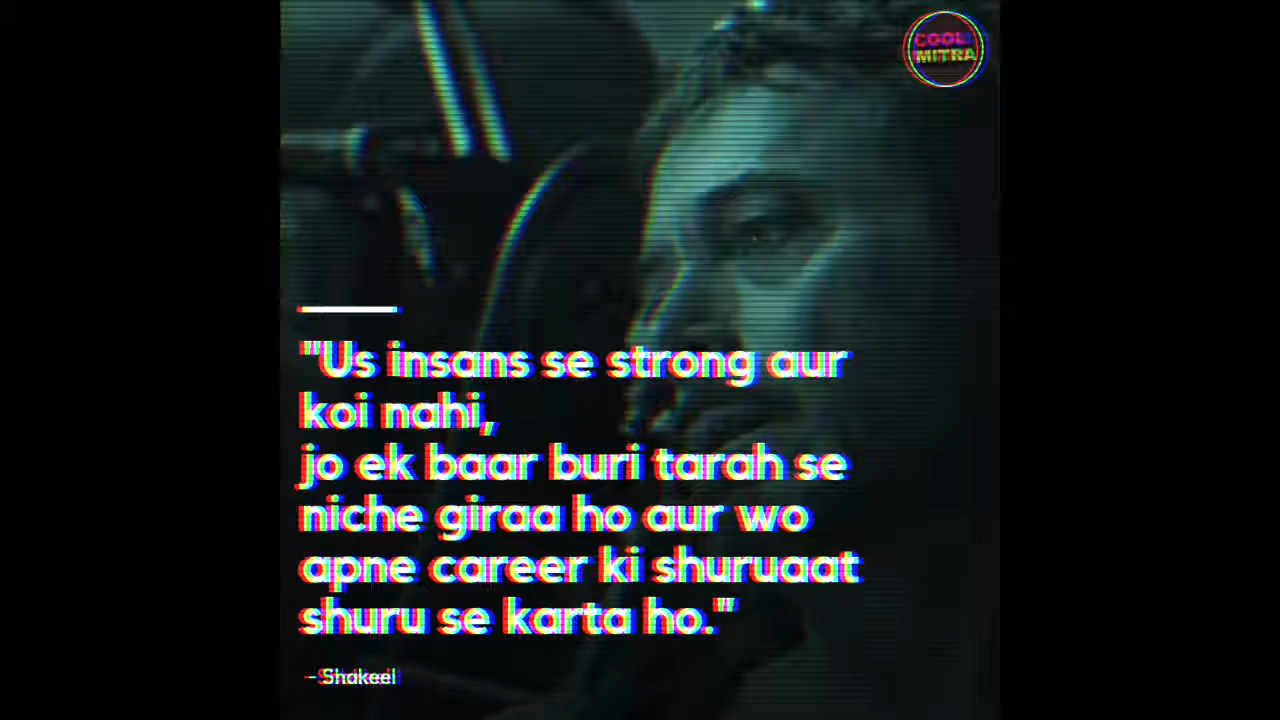 COOL!
MITRA
"Us insans se strong aur
koi nahi,
jo ek baar buri tarah se
niche giraa ho aur wo
apne career ki shuruaat
shuru se karta ho."
- Shakeel